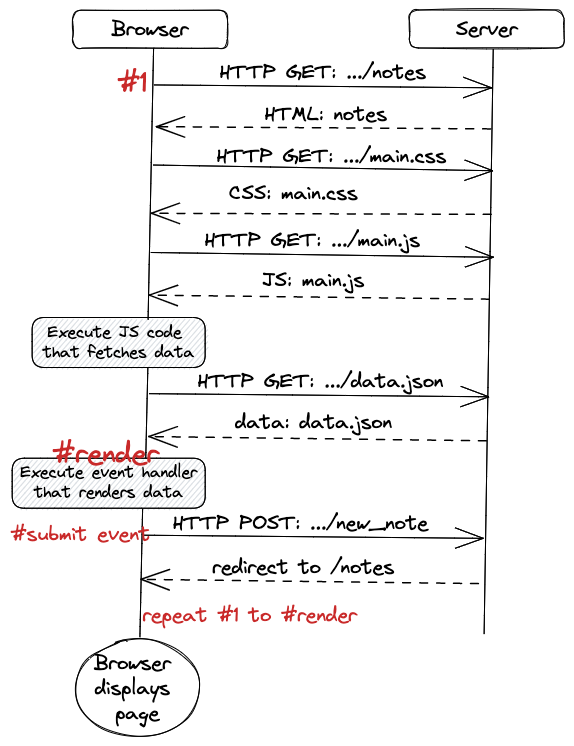 Browser
Server
#1
HTTP GET: .../notes
HTML: notes
HTTP GET: .../main.css
CSS: main.css
HTTP GET: .../main.js
JS: main.js
Execute JS code
that fetches data
HTTP GET: .../data.json
data: data.json
#render
Execute event handler
that renders data
#submit event
HTTP POST: .../new_note
redirect to /notes
repeat #1 to #render
Browser
displays
page